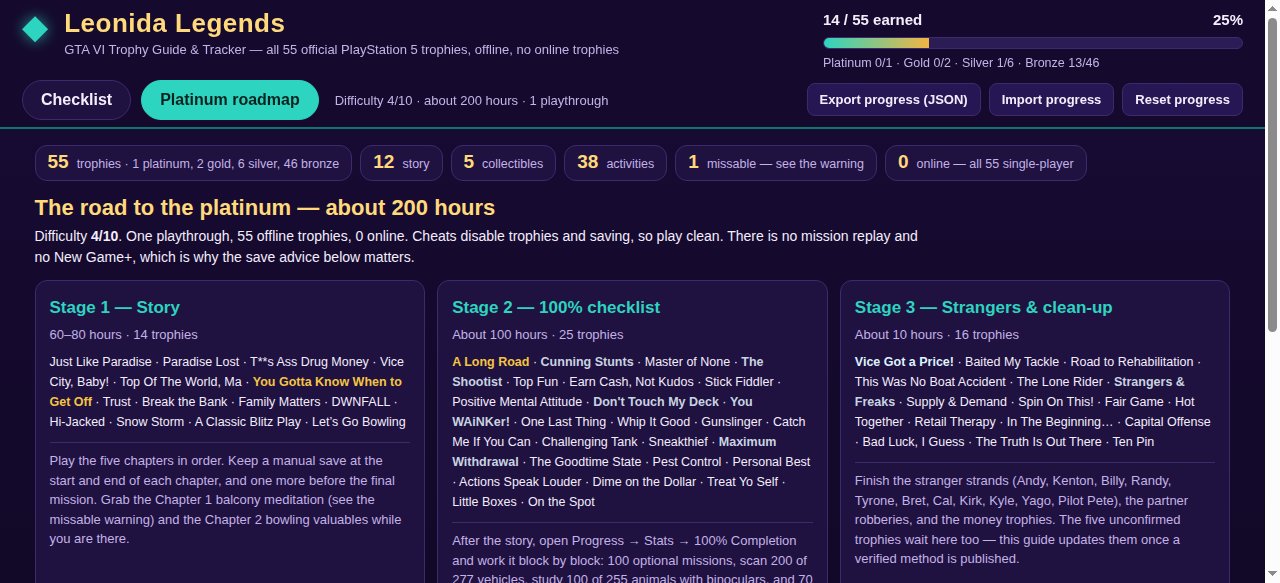 Leonida Legends
GTA VI Trophy Guide & Tracker — all 55 official PlayStation 5 trophies, offline, no online trophies
14 / 55 earned 25%
Platinum 0/1 · Gold 0/2 · Silver 1/6 · Bronze 13/46
Checklist Platinum roadmap Difficulty 4/10 · about 200 hours · 1 playthrough Export progress (JSON) Import progress Reset progress
55 trophies · 1 platinum, 2 gold, 6 silver, 46 bronze 12 story 5 collectibles 38 activities 1 missable — see the warning 0 online — all 55 single-player
The road to the platinum — about 200 hours
Difficulty 4/10. One playthrough, 55 offline trophies, 0 online. Cheats disable trophies and saving, so play clean. There is no mission replay and
no New Game+, which is why the save advice below matters.
Stage 1 — Story
60–80 hours · 14 trophies
Just Like Paradise · Paradise Lost · T**s Ass Drug Money · Vice
City, Baby! · Top Of The World, Ma · You Gotta Know When to
Get Off · Trust · Break the Bank · Family Matters · DWNFALL ·
Hi-Jacked · Snow Storm · A Classic Blitz Play · Let's Go Bowling
Play the five chapters in order. Keep a manual save at the
start and end of each chapter, and one more before the final
mission. Grab the Chapter 1 balcony meditation (see the
missable warning) and the Chapter 2 bowling valuables while
you are there.
Stage 2 — 100% checklist
About 100 hours · 25 trophies
A Long Road · Cunning Stunts · Master of None · The
Shootist · Top Fun · Earn Cash, Not Kudos · Stick Fiddler ·
Positive Mental Attitude · Don't Touch My Deck · You
WAiNKer! · One Last Thing · Whip It Good · Gunslinger · Catch
Me If You Can · Challenging Tank · Sneakthief · Maximum
Withdrawal · The Goodtime State · Pest Control · Personal Best
· Actions Speak Louder · Dime on the Dollar · Treat Yo Self ·
Little Boxes · On the Spot
After the story, open Progress → Stats → 100% Completion
and work it block by block: 100 optional missions, scan 200 of
277 vehicles, study 100 of 255 animals with binoculars, and 70
Stage 3 — Strangers & clean-up
About 10 hours · 16 trophies
Vice Got a Price! · Baited My Tackle · Road to Rehabilitation ·
This Was No Boat Accident · The Lone Rider · Strangers &
Freaks · Supply & Demand · Spin On This! · Fair Game · Hot
Together · Retail Therapy · In The Beginning… · Capital Offense
· Bad Luck, I Guess · The Truth Is Out There · Ten Pin
Finish the stranger strands (Andy, Kenton, Billy, Randy,
Tyrone, Bret, Cal, Kirk, Kyle, Yago, Pilot Pete), the partner
robberies, and the money trophies. The five unconfirmed
trophies wait here too — this guide updates them once a
verified method is published.